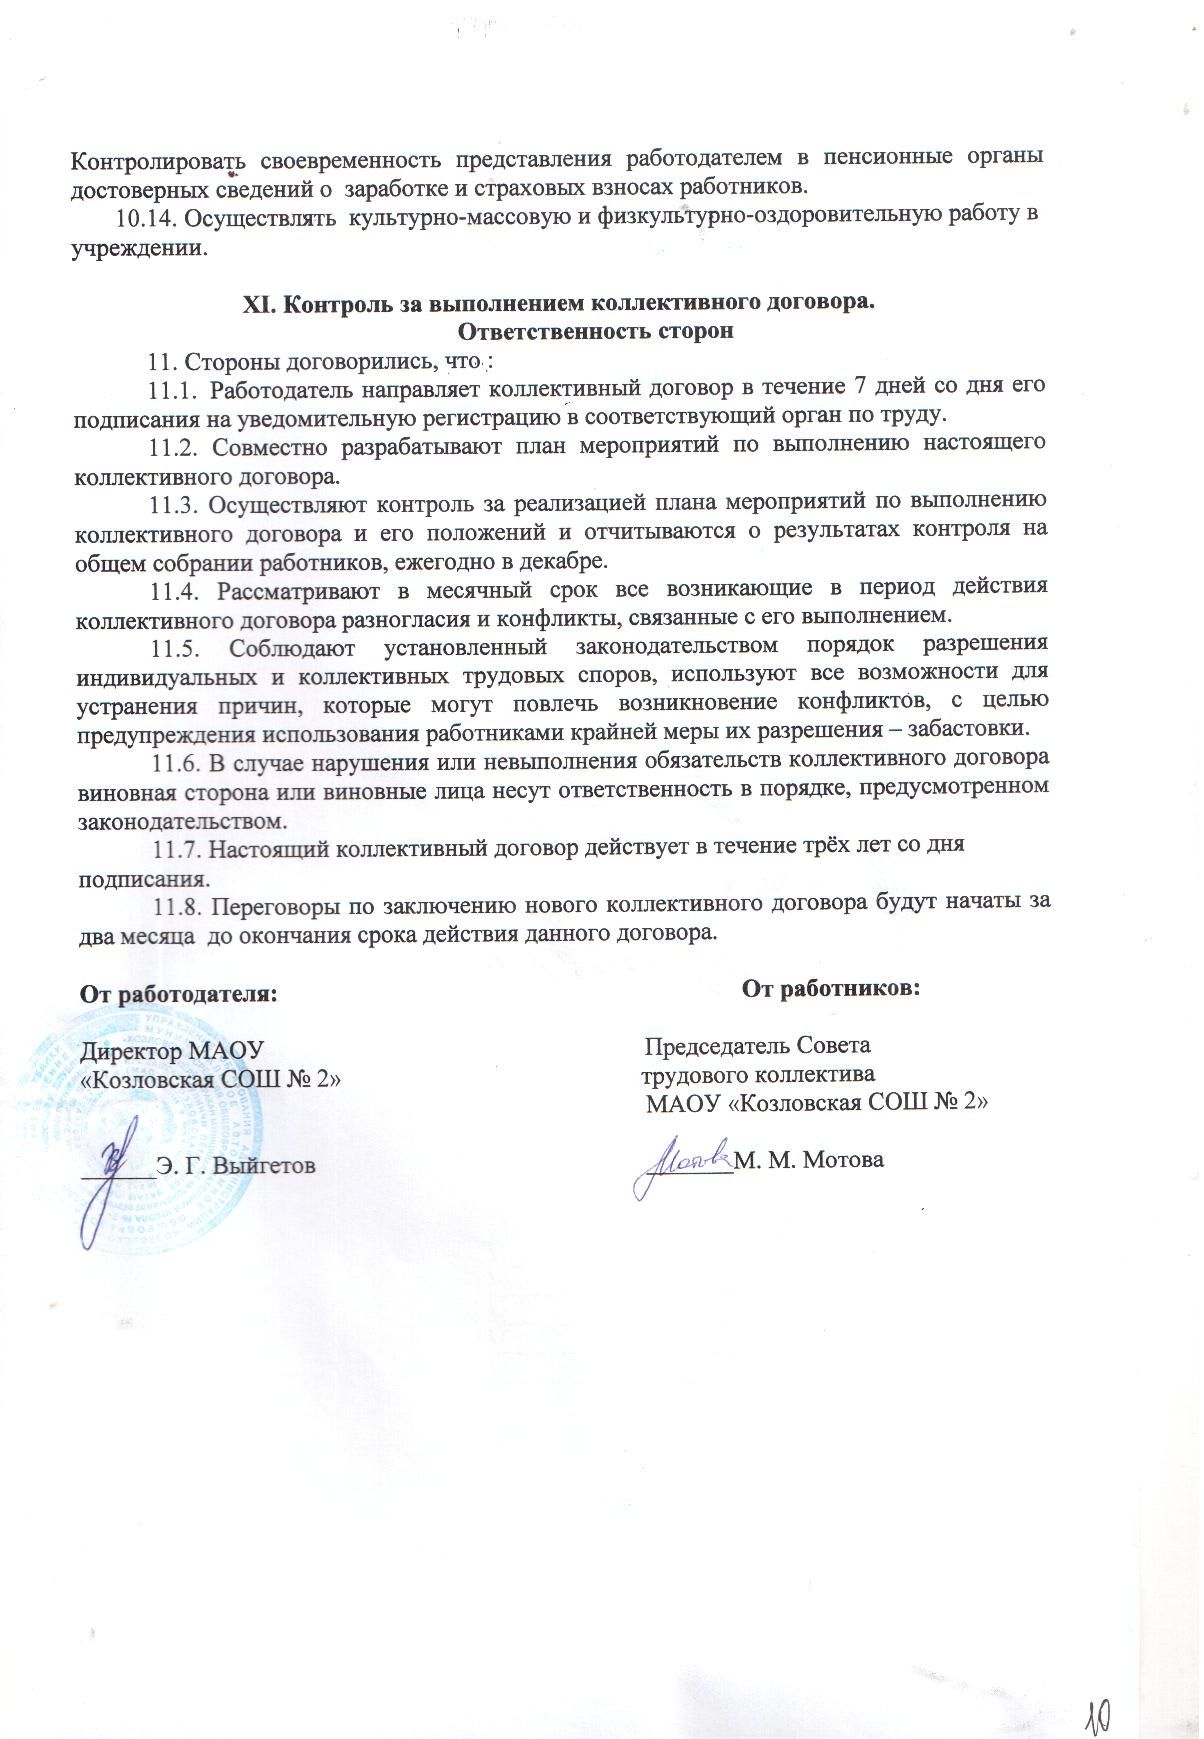 Контролировать своевременность представления работодателем в пенсионные органы
достоверных сведений о заработке и страховых взносах работников.
10.14. Осуществлять культурно-массовую и физкультурно-оздоровительную работу в
учреждении.
XI. Контроль за выполнением коллективного договора.
Ответственность сторон
11. Стороны договорились, что :
11.1. Работодатель направляет коллективный договор в течение 7 дней со дня его
подписания на уведомительную регистрацию в соответствующий орган по труду.
11.2. Совместно разрабатывают план мероприятий по выполнению настоящего
коллективного договора.
11.3. Осуществляют контроль за реализацией плана мероприятий по выполнению
коллективного договора и его положений и отчитываются о результатах контроля на
общем собрании работников, ежегодно в декабре.
11.4. Рассматривают в месячный срок все возникающие в период действия
коллективного договора разногласия и конфликты, связанные с его выполнением.
11.5. Соблюдают установленный законодательством порядок разрешения
индивидуальных и коллективных трудовых споров, используют все возможности для
устранения причин, которые могут повлечь возникновение конфликтов, с целью
предупреждения использования работниками крайней меры их разрешения – забастовки.
11.6. В случае нарушения или невыполнения обязательств коллективного договора
виновная сторона или виновные лица несут ответственность в порядке, предусмотренном
законодательством.
11.7. Настоящий коллективный договор действует в течение трёх лет со дня
подписания.
11.8. Переговоры по заключению нового коллективного договора будут начаты за
два месяца до окончания срока действия данного договора.
От работодателя:
Директор МАОУ
«Козловская СОШ № 2»
______Э. Г. Выйгетов
От работников:
Председатель Совета
трудового коллектива
МАОУ «Козловская СОШ № 2»
Мотова М. М. Мотова
10